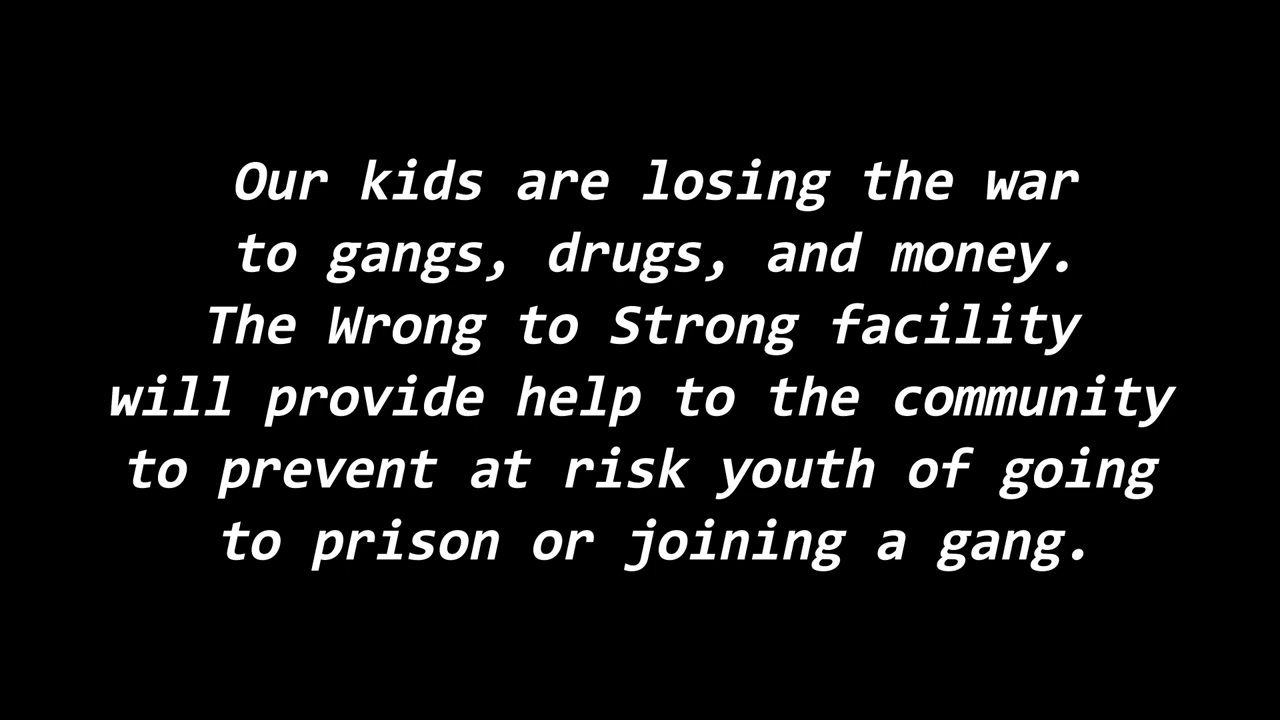 Our kids are losing the war
to gangs, drugs, and money.
The Wrong to Strong facility
will provide help to the community
to prevent at risk youth of going
to prison or joining a gang.